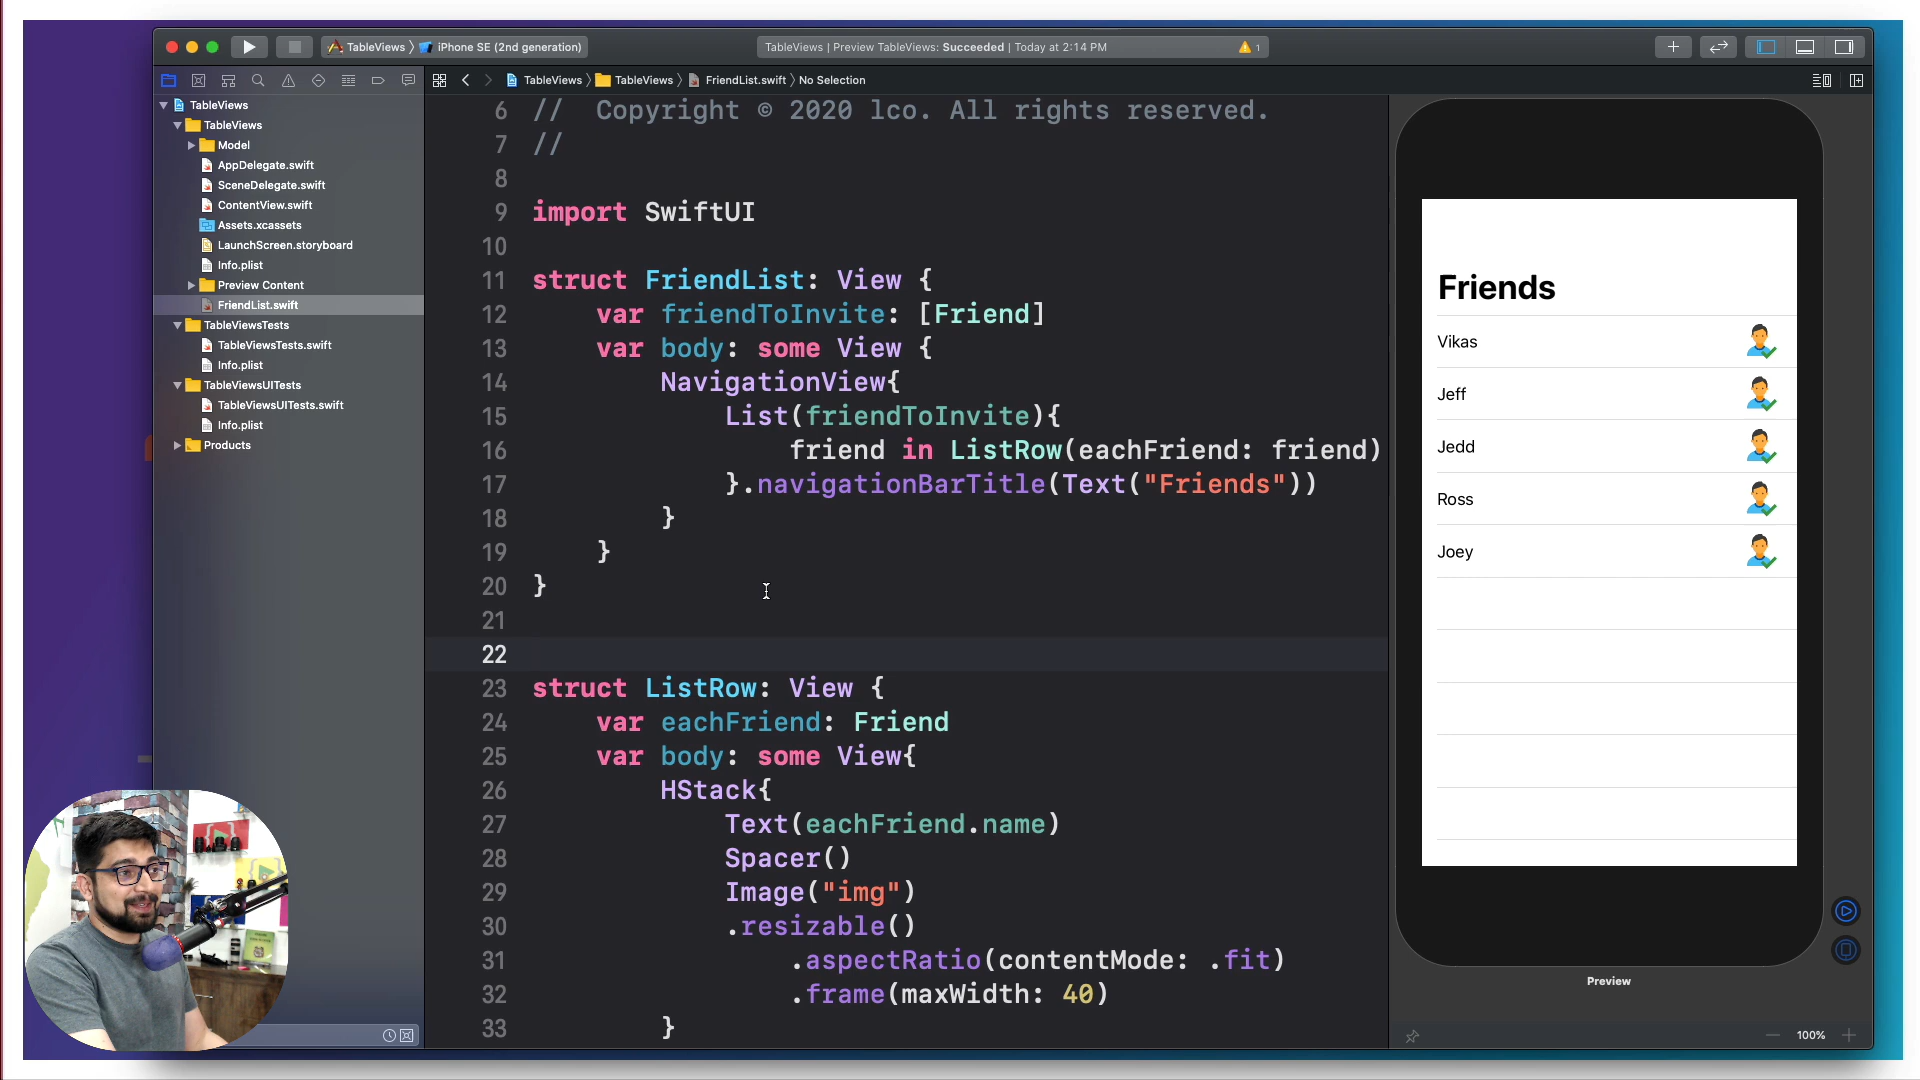 TableViews
iPhone SE (2nd generation)
TableViews | Preview TableViews: Succeeded | Today at 2:14 PM
1
TableViews
TableViews
FriendList.swift
No Selection
TableViews
TableViews
Model
AppDelegate.swift
SceneDelegate.swift
ContentView.swift
Assets.xcassets
LaunchScreen.storyboard
Info.plist
Preview Content
FriendList.swift
TableViewsTests
TableViewsTests.swift
Info.plist
TableViewsUITests
TableViewsUITests.swift
Info.plist
Products
6 //  Copyright © 2020 lco. All rights reserved.
7 //
8
9 import SwiftUI
10
11 struct FriendList: View {
12     var friendToInvite: [Friend]
13     var body: some View {
14         NavigationView{
15             List(friendToInvite){
16                 friend in ListRow(eachFriend: friend)
17             }.navigationBarTitle(Text("Friends"))
18         }
19     }
20 }
21
22
23 struct ListRow: View {
24     var eachFriend: Friend
25     var body: some View{
26         HStack{
27             Text(eachFriend.name)
28             Spacer()
29             Image("img")
30             .resizable()
31                 .aspectRatio(contentMode: .fit)
32                 .frame(maxWidth: 40)
33         }
Friends
Vikas
Jeff
Jedd
Ross
Joey
Preview
100%